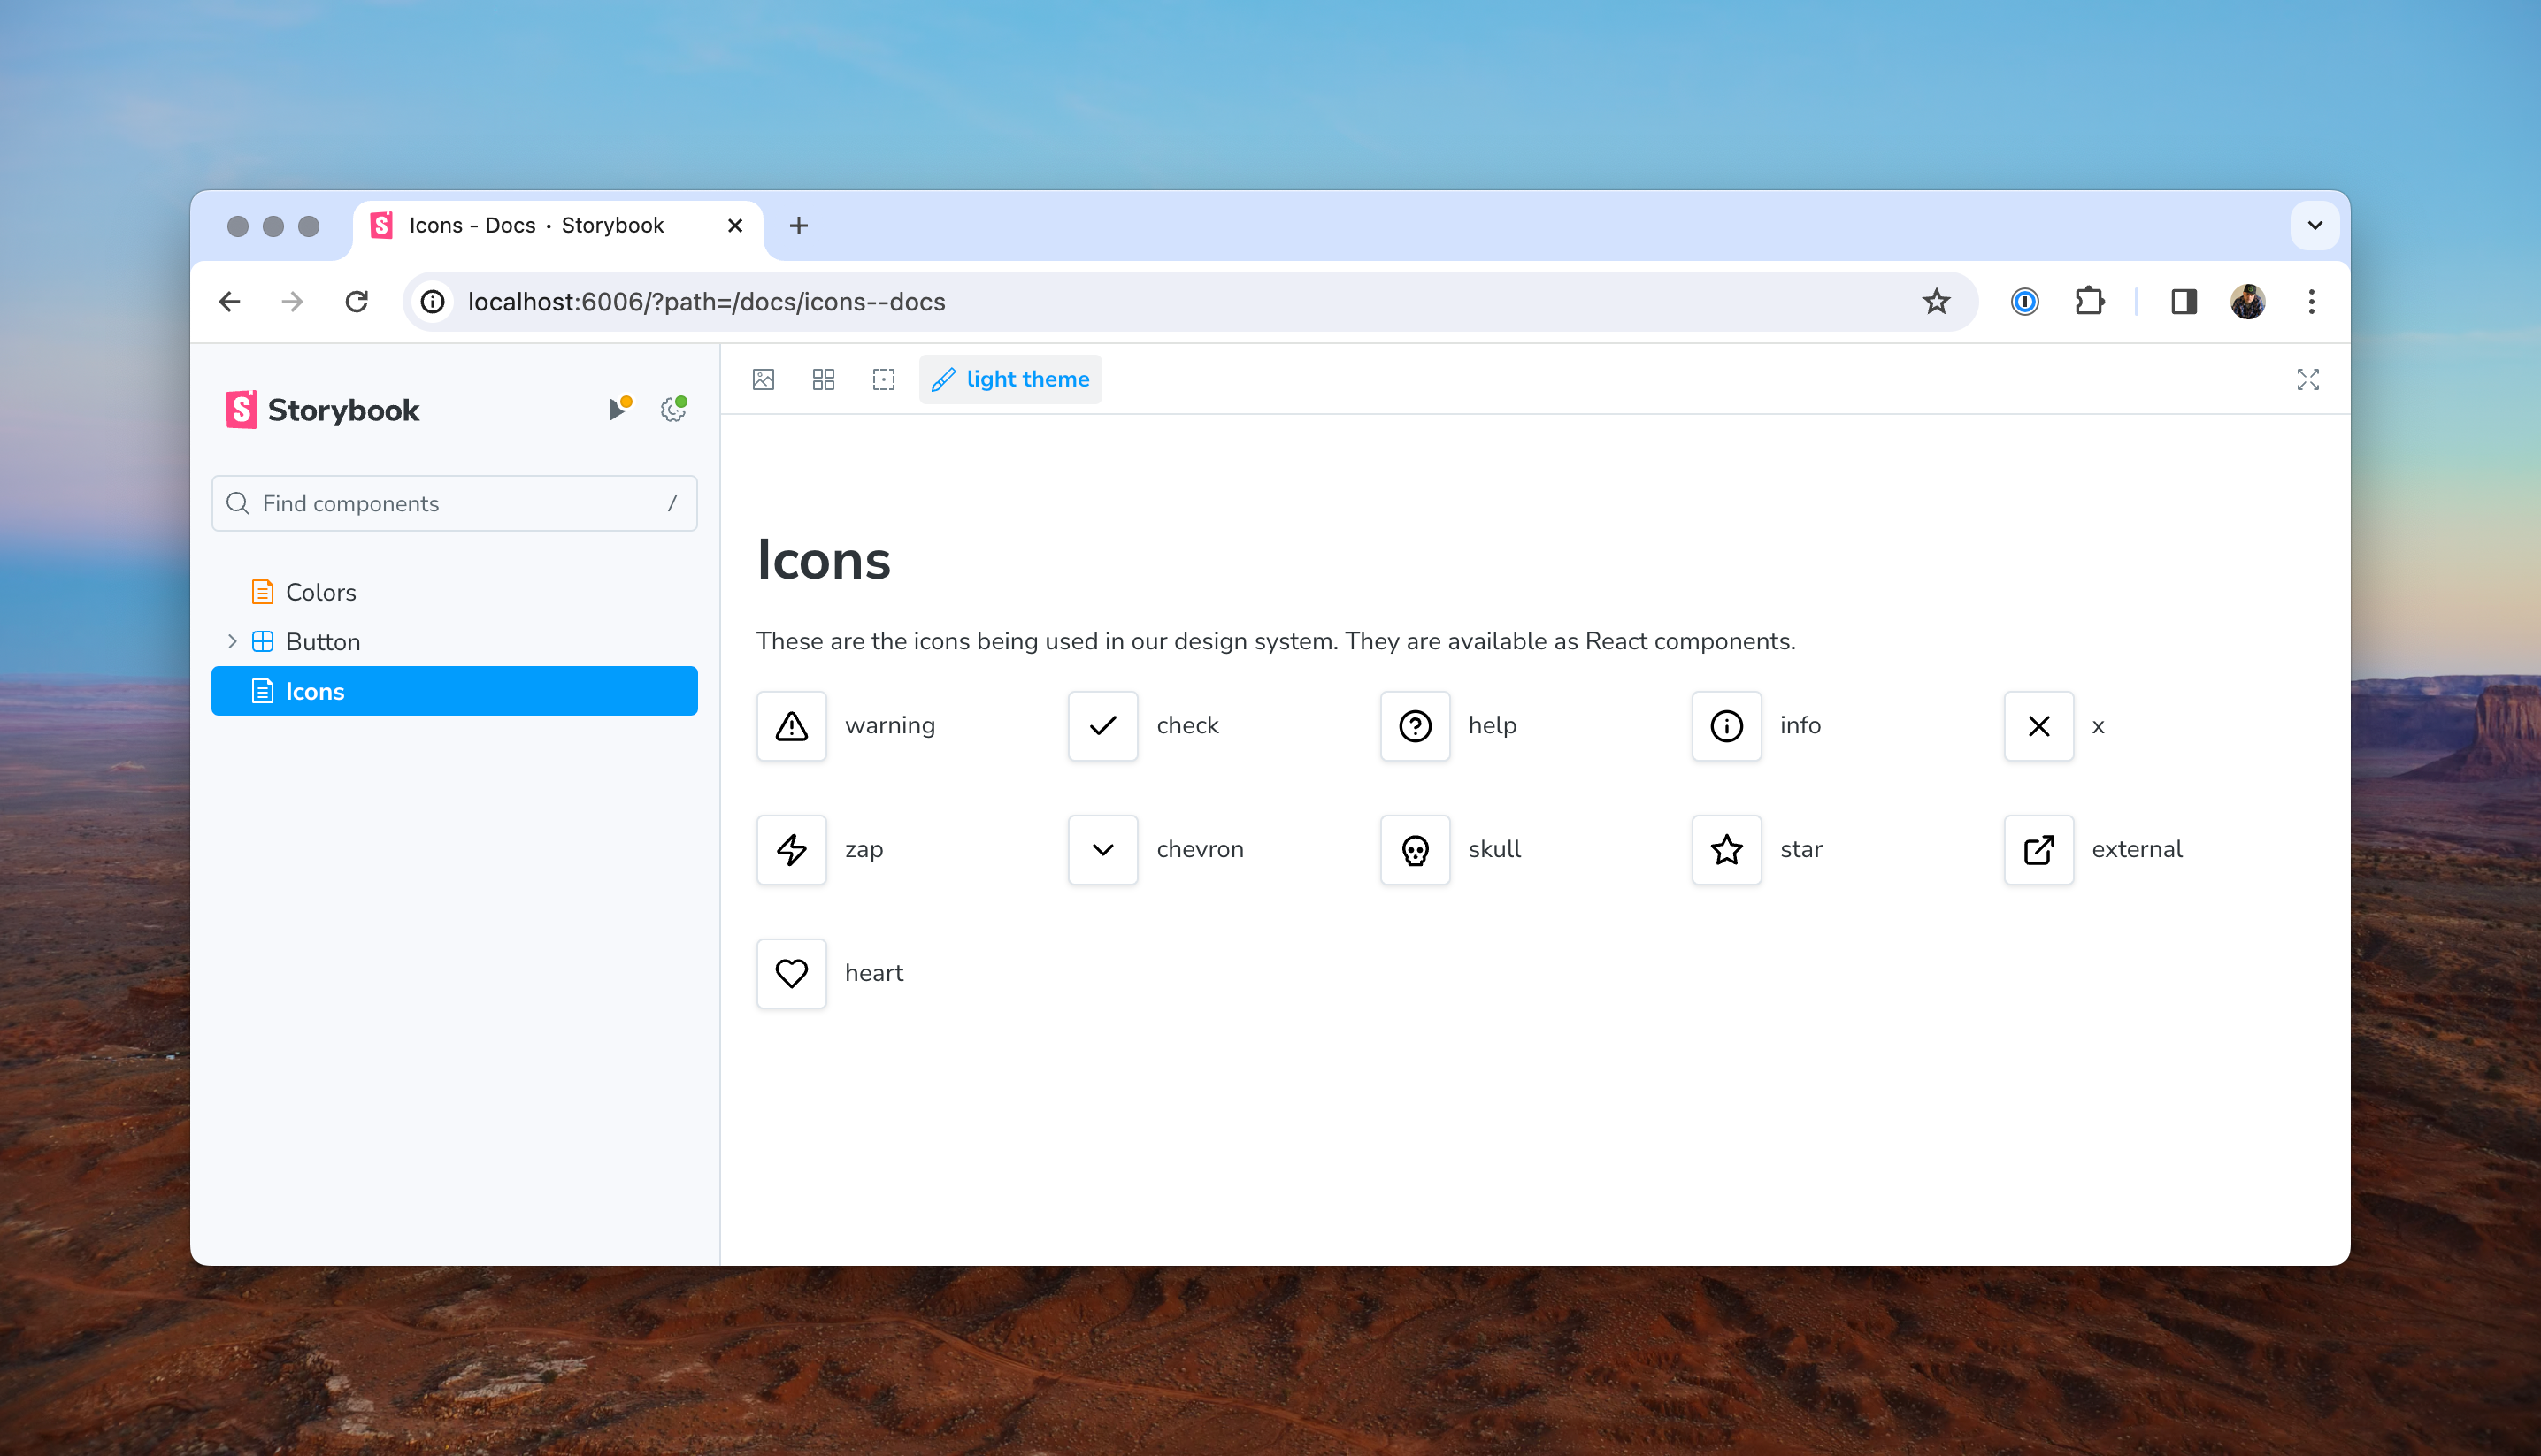 Icons - Docs • Storybook
localhost:6006/?path=/docs/icons--docs
Storybook
light theme
Find components /
Colors
Button
Icons
Icons
These are the icons being used in our design system. They are available as React components.
warning check help info x
zap chevron skull star external
heart